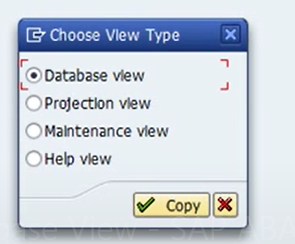 Choose View Type
Database view
Projection view
Maintenance view
Help view
Copy